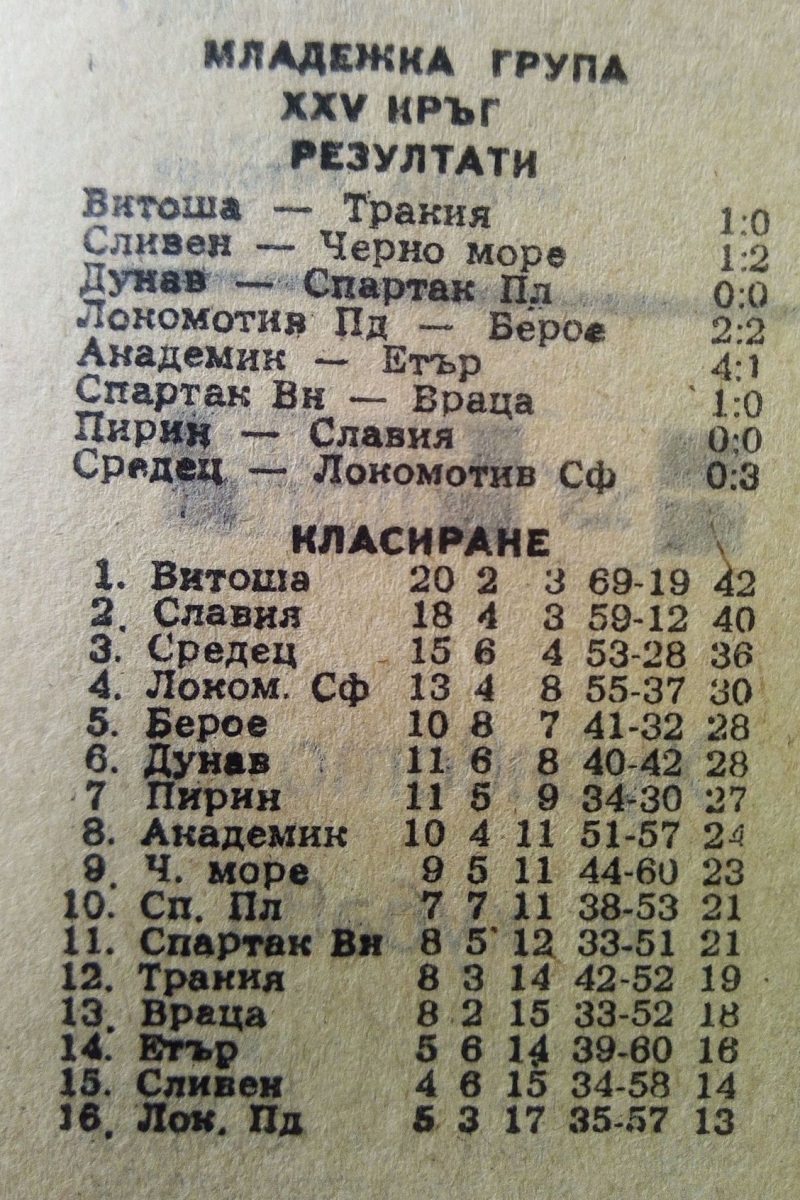 МЛАДЕЖКА ГРУПА
XXV КРЪГ
РЕЗУЛТАТИ
Витоша — Тракия 1:0
Сливен — Черно море 1:2
Дунав — Спартак Пл 0:0
Локомотив Пд — Берое 2:2
Академик — Етър 4:1
Спартак Вн — Враца 1:0
Пирин — Славия 0:0
Средец — Локомотив Сф 0:3
КЛАСИРАНЕ
1. Витоша 20 2 3 69-19 42
2. Славия 18 4 3 59-12 40
3. Средец 15 6 4 53-28 36
4. Локом. Сф 13 4 8 55-37 30
5. Берое 10 8 7 41-32 28
6. Дунав 11 6 8 40-42 28
7 Пирин 11 5 9 34-30 27
8. Академик 10 4 11 51-57 24
9. Ч. море 9 5 11 44-60 23
10. Сп. Пл 7 7 11 38-53 21
11. Спартак Вн 8 5 12 33-51 21
12. Тракия 8 3 14 42-52 19
13. Враца 8 2 15 33-52 18
14. Етър 5 6 14 39-60 16
15. Сливен 4 6 15 34-58 14
16. Лок. Пд 5 3 17 35-57 13